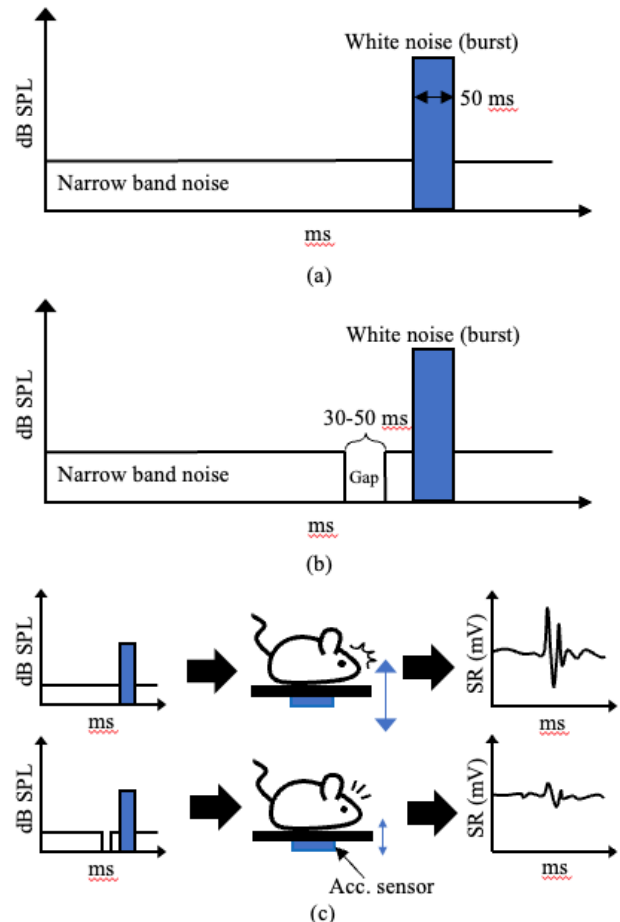 White noise (burst)
50 ms
dB SPL
Narrow band noise
ms
(a)
White noise (burst)
30-50 ms
dB SPL
Narrow band noise
Gap
ms
(b)
dB SPL
ms
SR (mV)
ms
dB SPL
ms
SR (mV)
ms
Acc. sensor
(c)